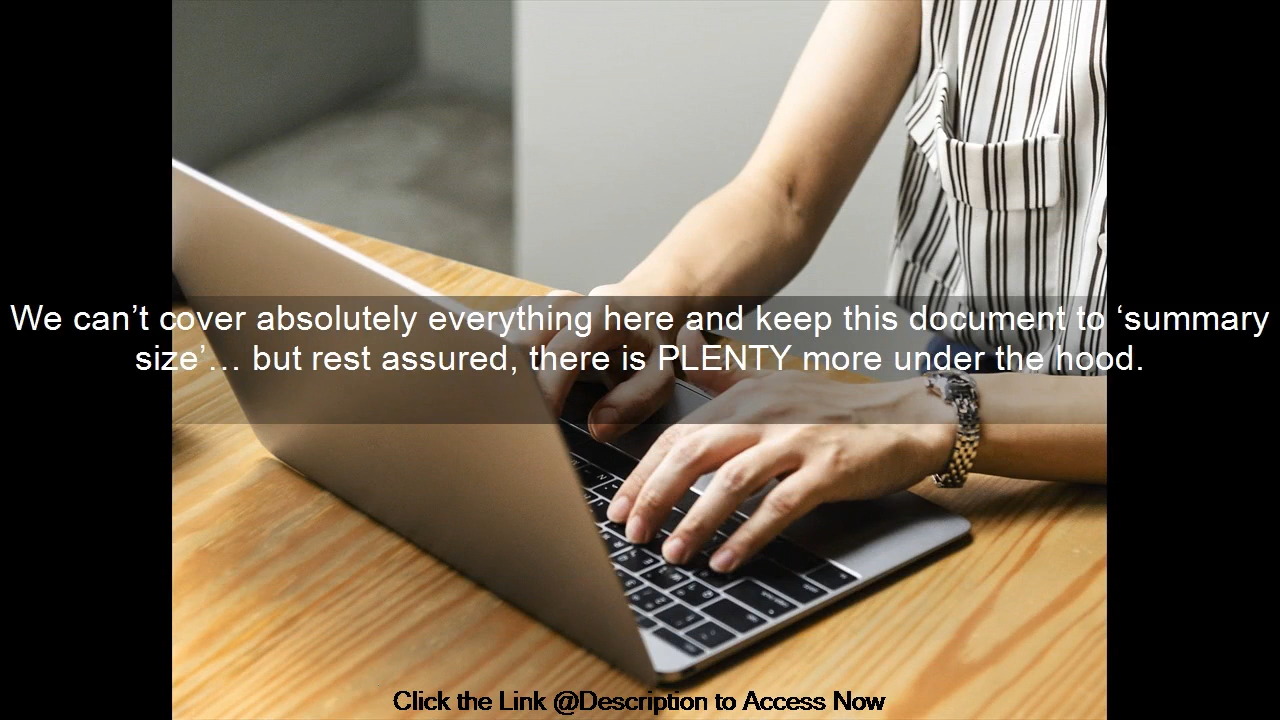 We can’t cover absolutely everything here and keep this document to ‘summary
size’… but rest assured, there is PLENTY more under the hood.
Click the Link @Description to Access Now